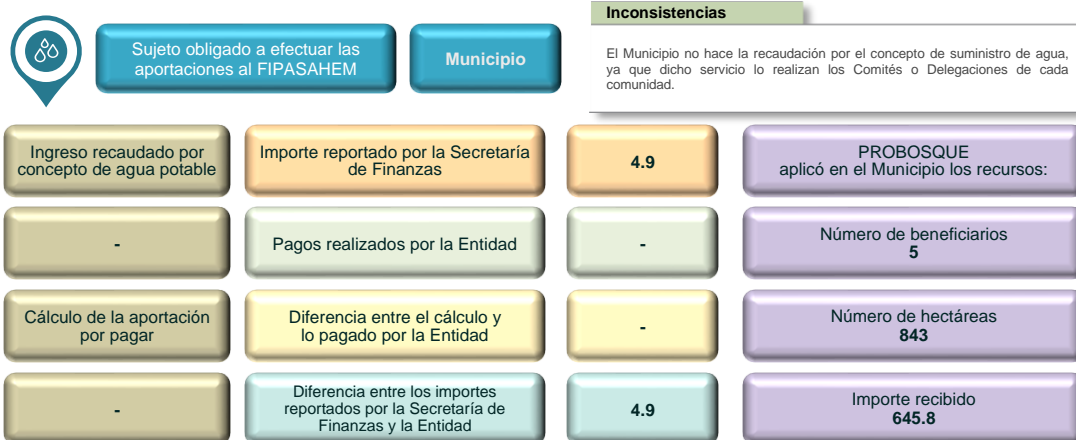 Inconsistencias
Sujeto obligado a efectuar las
aportaciones al FIPASAHEM
Municipio
El Municipio no hace la recaudación por el concepto de suministro de agua,
ya que dicho servicio lo realizan los Comités o Delegaciones de cada
comunidad.
Ingreso recaudado por
concepto de agua potable
Importe reportado por la Secretaría
de Finanzas
4.9
PROBOSQUE
aplicó en el Municipio los recursos:
-
Pagos realizados por la Entidad
-
Número de beneficiarios
5
Cálculo de la aportación
por pagar
Diferencia entre el cálculo y
lo pagado por la Entidad
-
Número de hectáreas
843
-
Diferencia entre los importes
reportados por la Secretaría de
Finanzas y la Entidad
4.9
Importe recibido
645.8